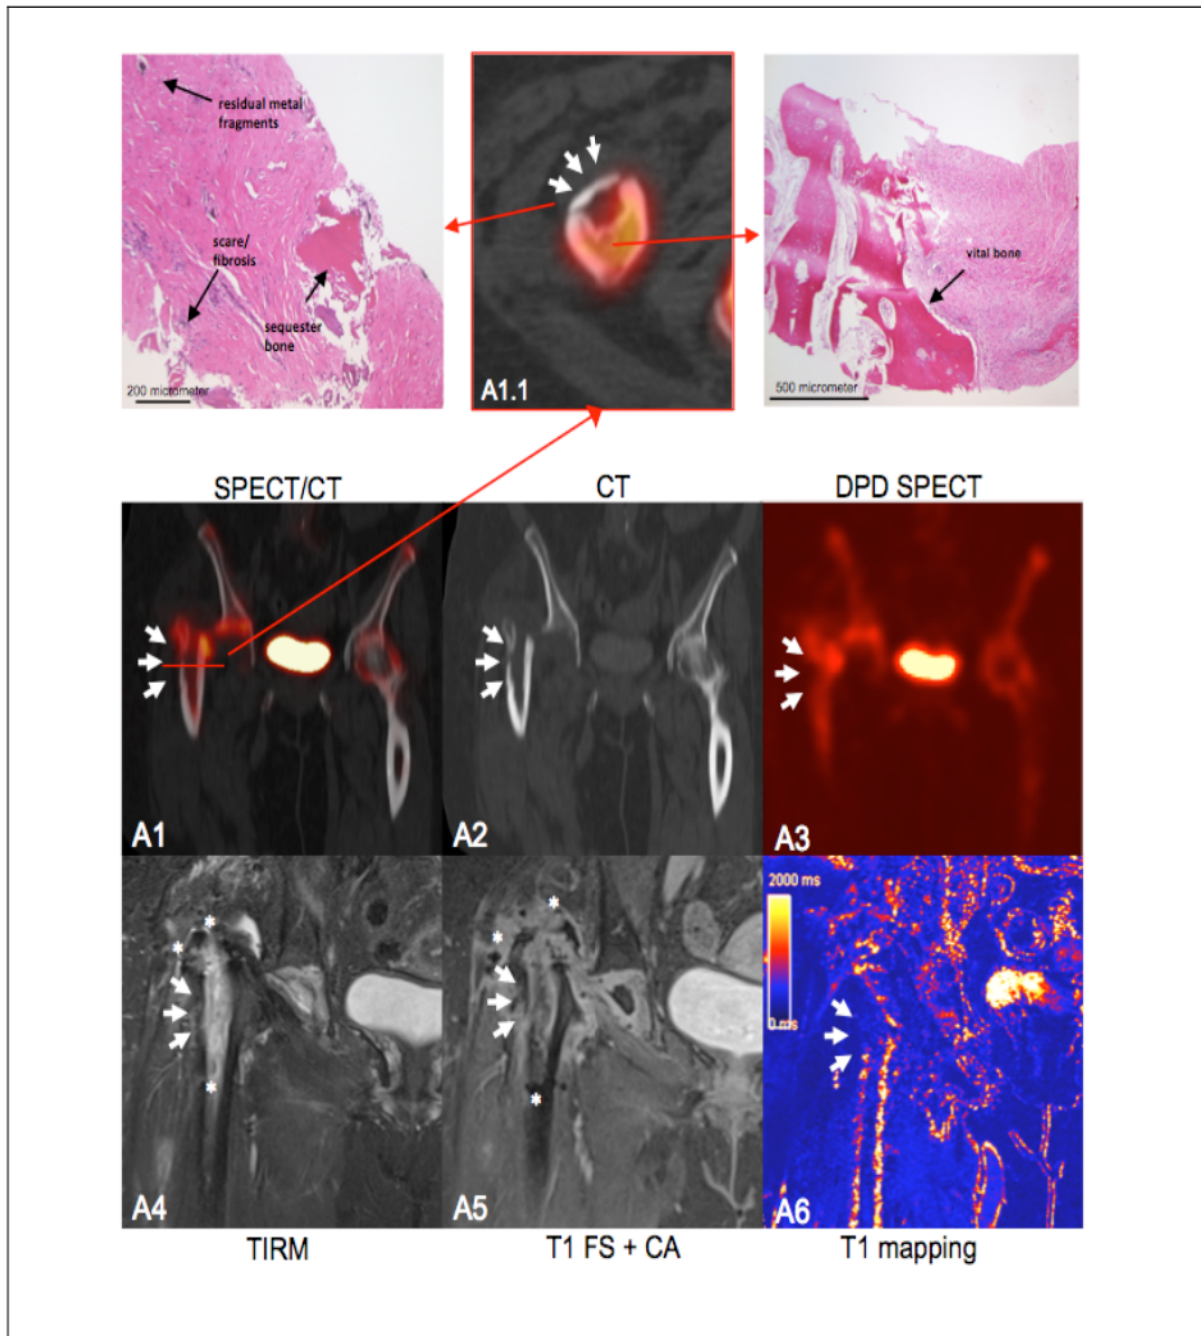 residual metal
fragments
scare/
fibrosis
sequester
bone
200 micrometer
A1.1
vital bone
500 micrometer
SPECT/CT
CT
DPD SPECT
A1
A2
A3
2000 ms
0 ms
A4
A5
A6
TIRM
T1 FS + CA
T1 mapping